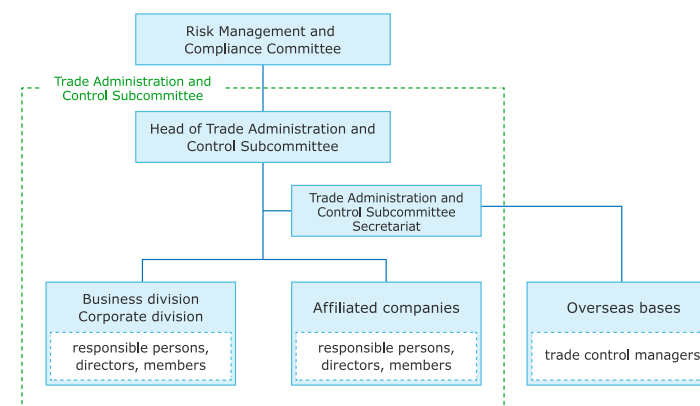 Risk Management and
Compliance Committee
Trade Administration and
Control Subcommittee
Head of Trade Administration and
Control Subcommittee
Trade Administration and
Control Subcommittee
Secretariat
Business division
Corporate division
responsible persons,
directors, members
Affiliated companies
responsible persons,
directors, members
Overseas bases
trade control managers